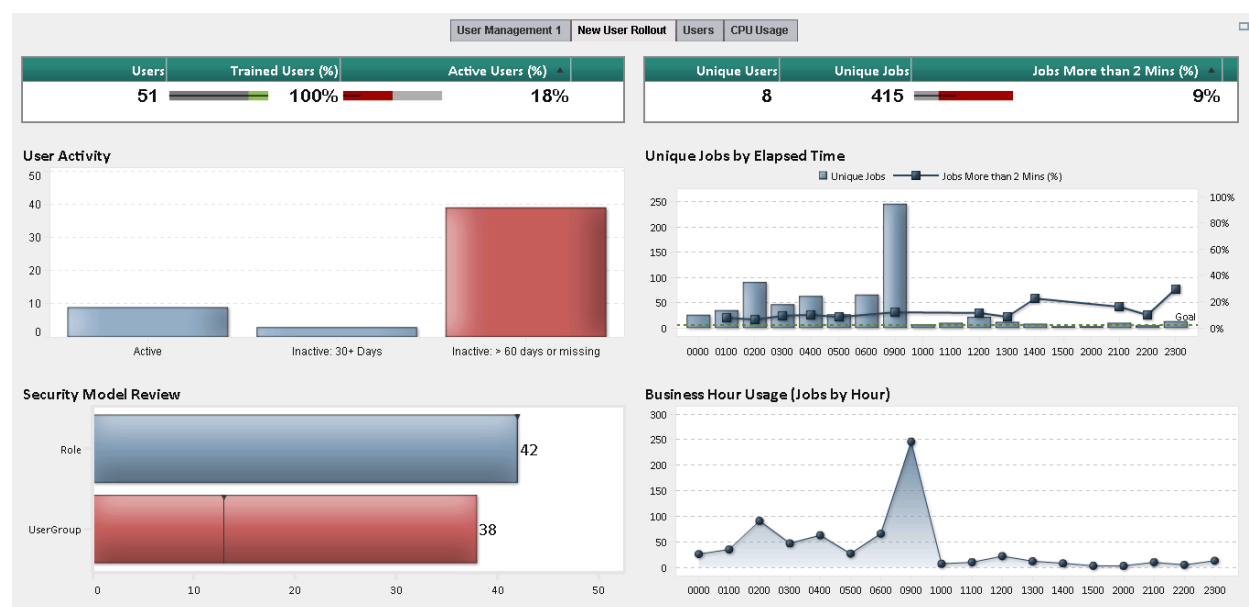 User Management 1 New User Rollout Users CPU Usage
Users Trained Users (%) Active Users (%)
51 100% 18%
Unique Users Unique Jobs Jobs More than 2 Mins (%)
8 415 9%
User Activity
50
40
30
20
10
0
Active Inactive: 30+ Days Inactive: > 60 days or missing
Unique Jobs by Elapsed Time
Unique Jobs Jobs More than 2 Mins (%)
250
200
150
100
50
0
100%
80%
60%
40%
20%
0%
Goal
0000 0100 0200 0300 0400 0500 0600 0900 1000 1100 1200 1300 1400 1500 2000 2100 2200 2300
Security Model Review
Role 42
UserGroup 38
0 10 20 30 40 50
Business Hour Usage (Jobs by Hour)
300
250
200
150
100
50
0
0000 0100 0200 0300 0400 0500 0600 0900 1000 1100 1200 1300 1400 1500 2000 2100 2200 2300